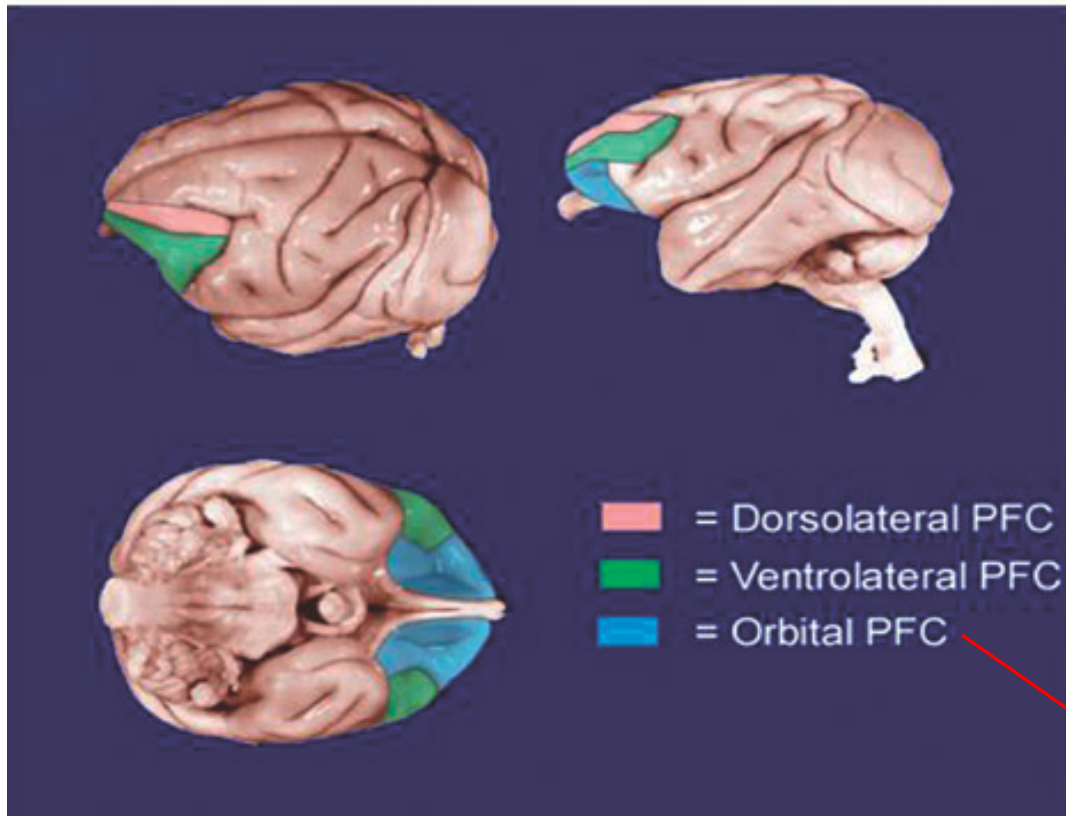 = Dorsolateral PFC
= Ventrolateral PFC
= Orbital PFC